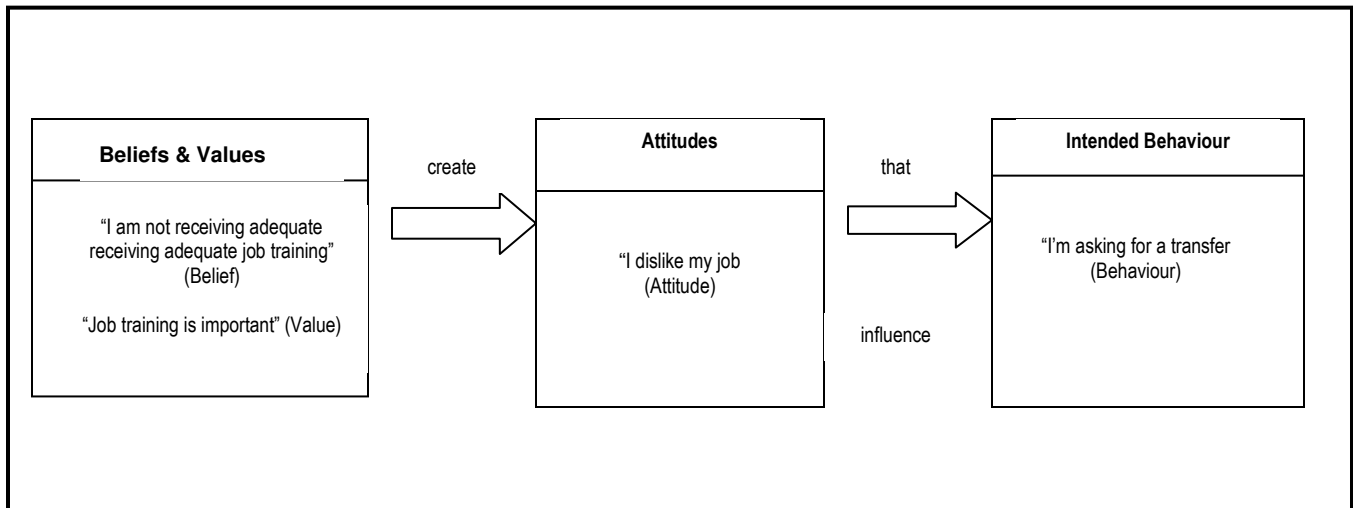 Beliefs & Values
“I am not receiving adequate
receiving adequate job training”
(Belief)
“Job training is important” (Value)
create
Attitudes
“I dislike my job
(Attitude)
that
influence
Intended Behaviour
“I’m asking for a transfer
(Behaviour)